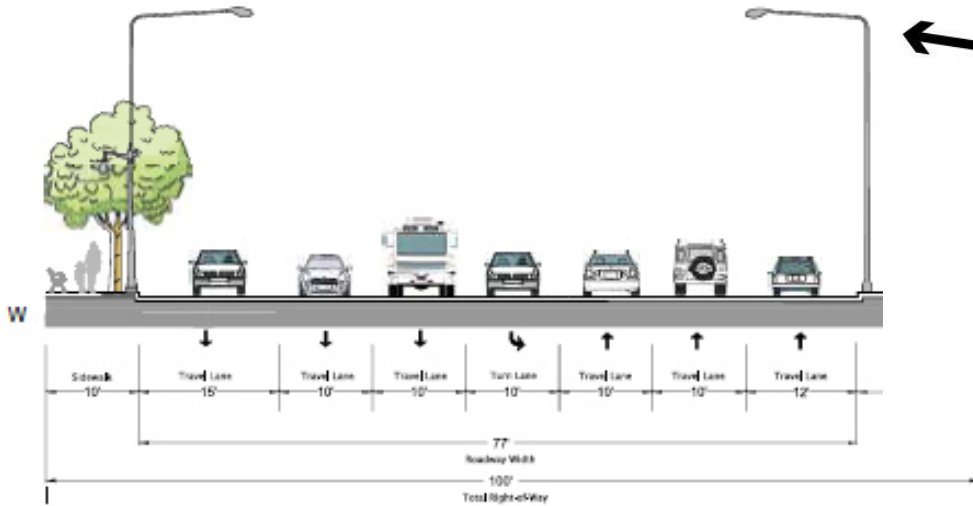 W
Sidewalk
10'
Travel Lane
15'
Travel Lane
10'
Travel Lane
10'
Turn Lane
10'
Travel Lane
10'
Travel Lane
10'
Travel Lane
12'
77'
Roadway Width
100'
Total Right-of-Way